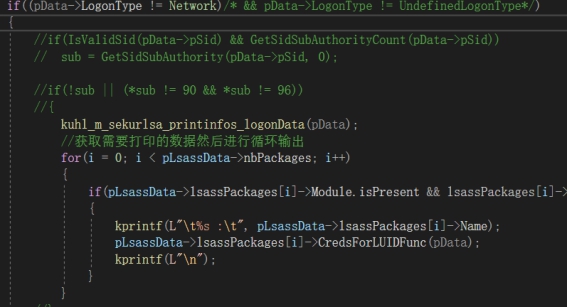 if((pData->LogonType != Network)/* && pData->LogonType != UndefinedLogonType*/)
{
//if(IsValidSid(pData->pSid) && GetSidSubAuthorityCount(pData->pSid))
//  sub = GetSidSubAuthority(pData->pSid, 0);
//if(!sub || (*sub != 90 && *sub != 96))
//{
kuhl_m_sekurlsa_printinfos_logonData(pData);
//获取需要打印的数据然后进行循环输出
for(i = 0; i < pLsassData->nbPackages; i++)
{
if(pLsassData->lsassPackages[i]->Module.isPresent && lsassPackages[i]->
{
kprintf(L"\t%s :\t", pLsassData->lsassPackages[i]->Name);
pLsassData->lsassPackages[i]->CredsForLUIDFunc(pData);
kprintf(L"\n");
}
}